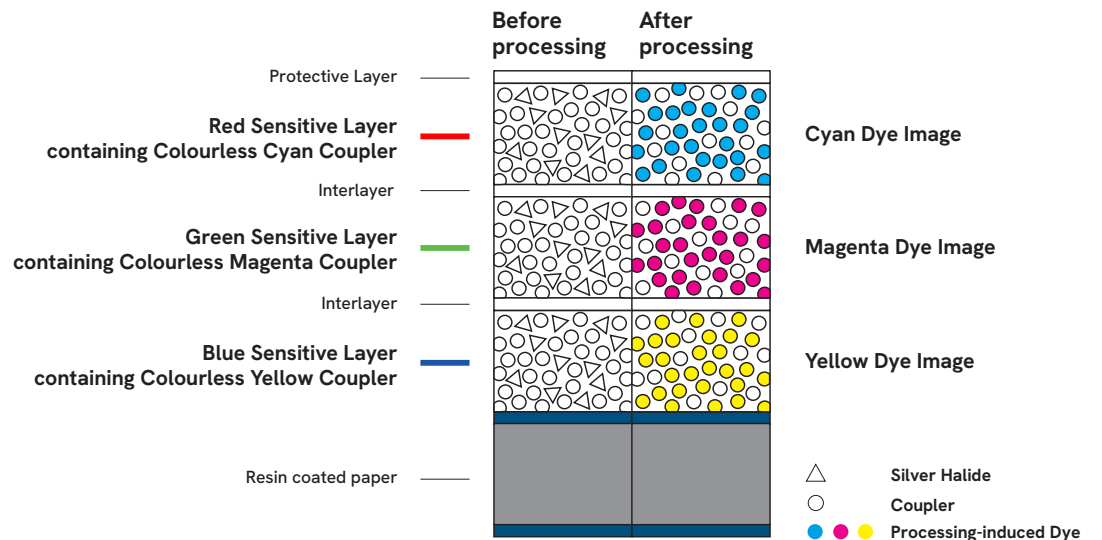 Before
processing
After
processing
Protective Layer
Red Sensitive Layer
containing Colourless Cyan Coupler
Cyan Dye Image
Interlayer
Green Sensitive Layer
containing Colourless Magenta Coupler
Magenta Dye Image
Interlayer
Blue Sensitive Layer
containing Colourless Yellow Coupler
Yellow Dye Image
Resin coated paper
Silver Halide
Coupler
Processing-induced Dye